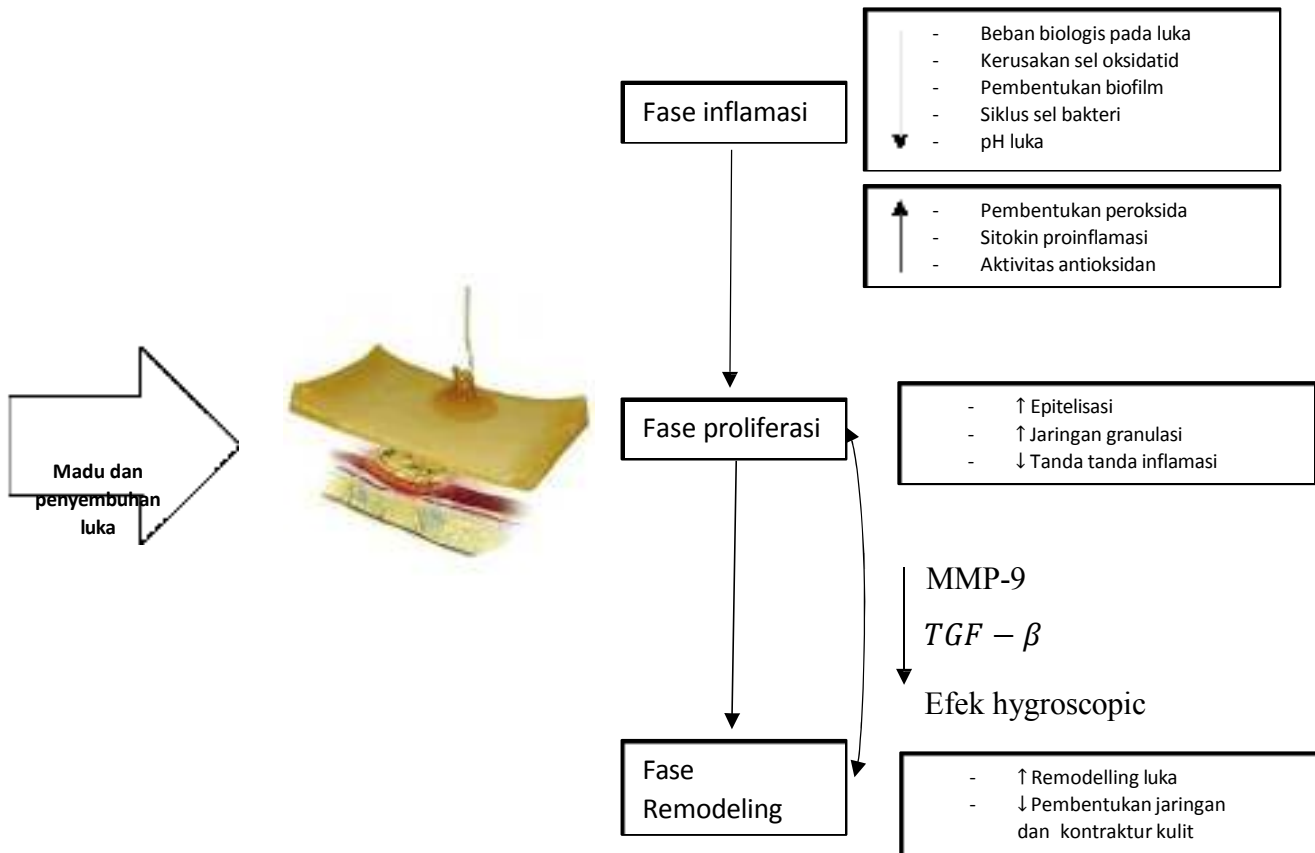 - Beban biologis pada luka
- Kerusakan sel oksidatid
- Pembentukan biofilm
- Siklus sel bakteri
- pH luka
Fase inflamasi
- Pembentukan peroksida
- Sitokin proinflamasi
- Aktivitas antioksidan
Madu dan
penyembuhan
luka
Fase proliferasi
- ↑ Epitelisasi
- ↑ Jaringan granulasi
- ↓ Tanda tanda inflamasi
MMP-9
TGF − β
Efek hygroscopic
Fase
Remodeling
- ↑ Remodelling luka
- ↓ Pembentukan jaringan
dan kontraktur kulit